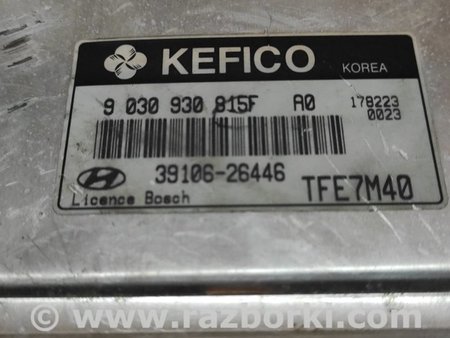 KEFICO KOREA
9 030 930 815F A0 178223
0023
39106-26446
TFE7M40
Licence Bosch
© www.razborki.com